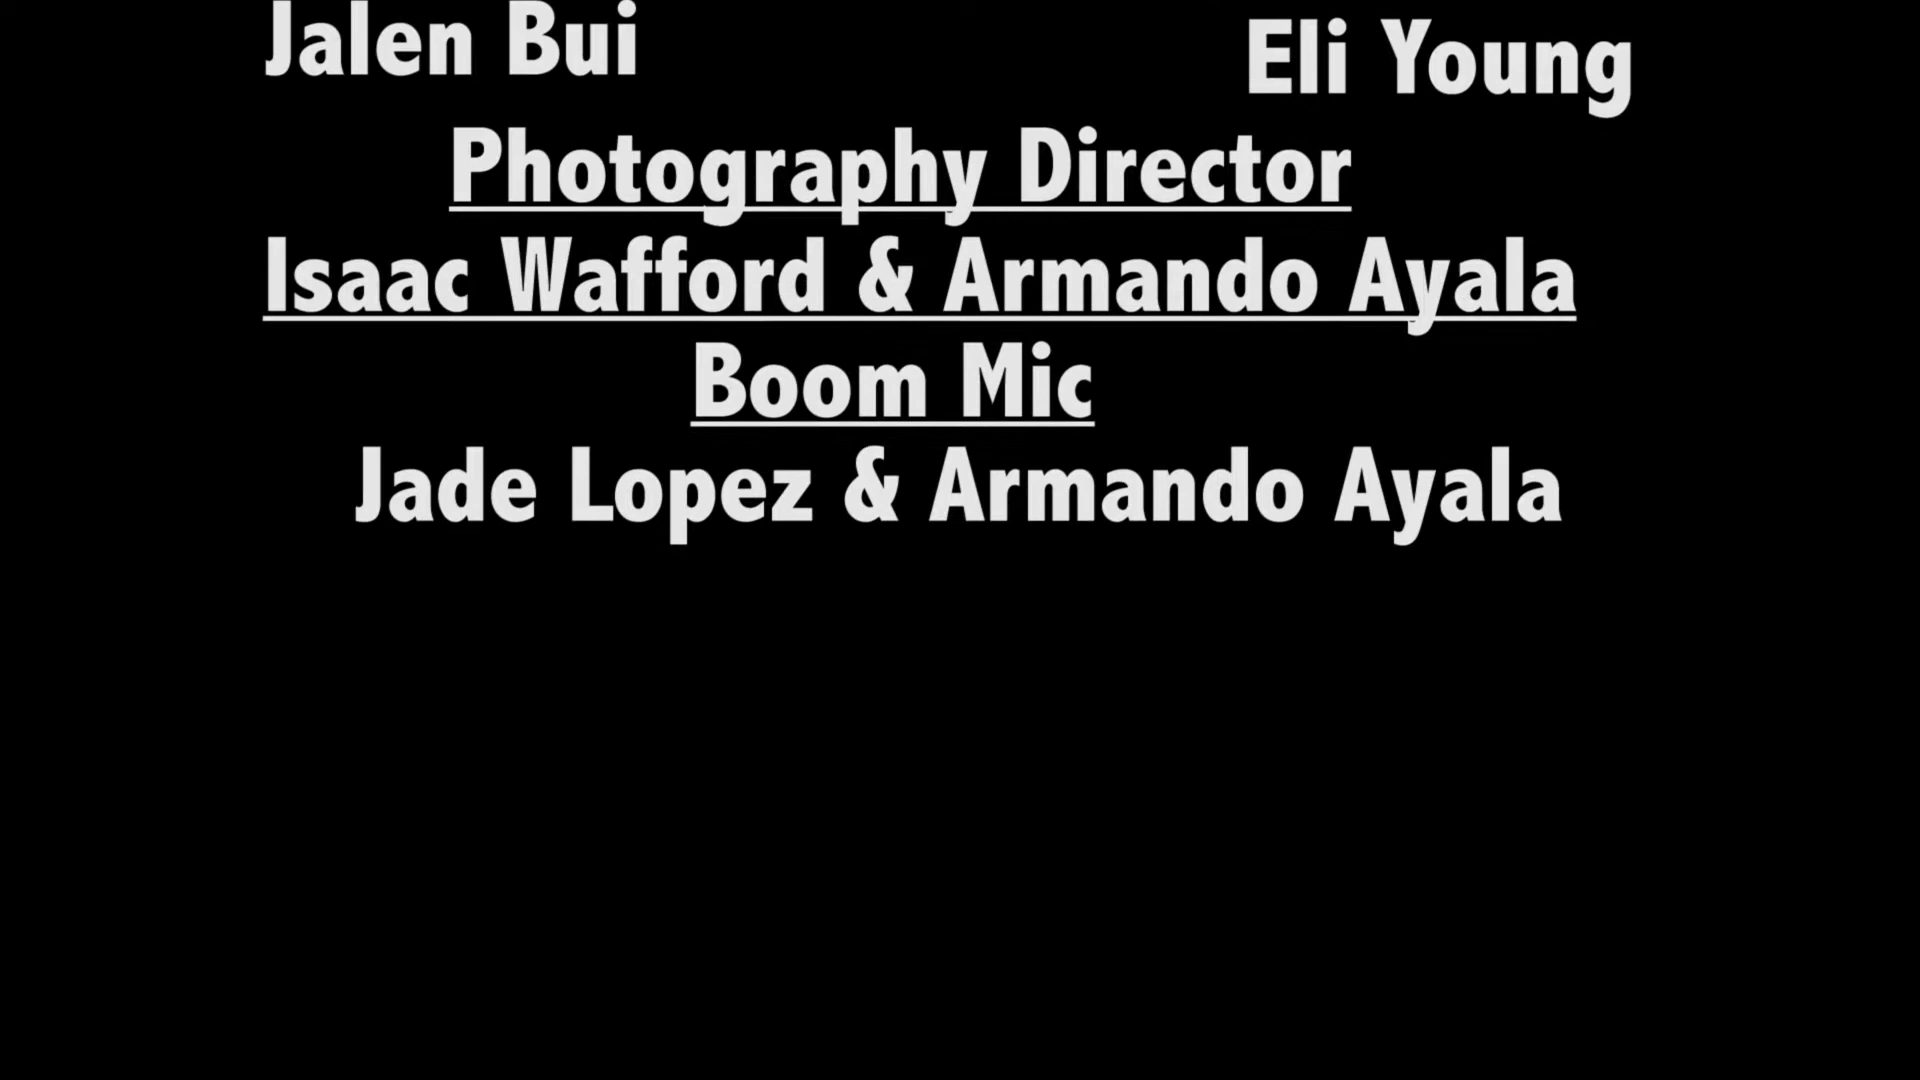 Jalen Bui Eli Young
Photography Director
Isaac Wafford & Armando Ayala
Boom Mic
Jade Lopez & Armando Ayala